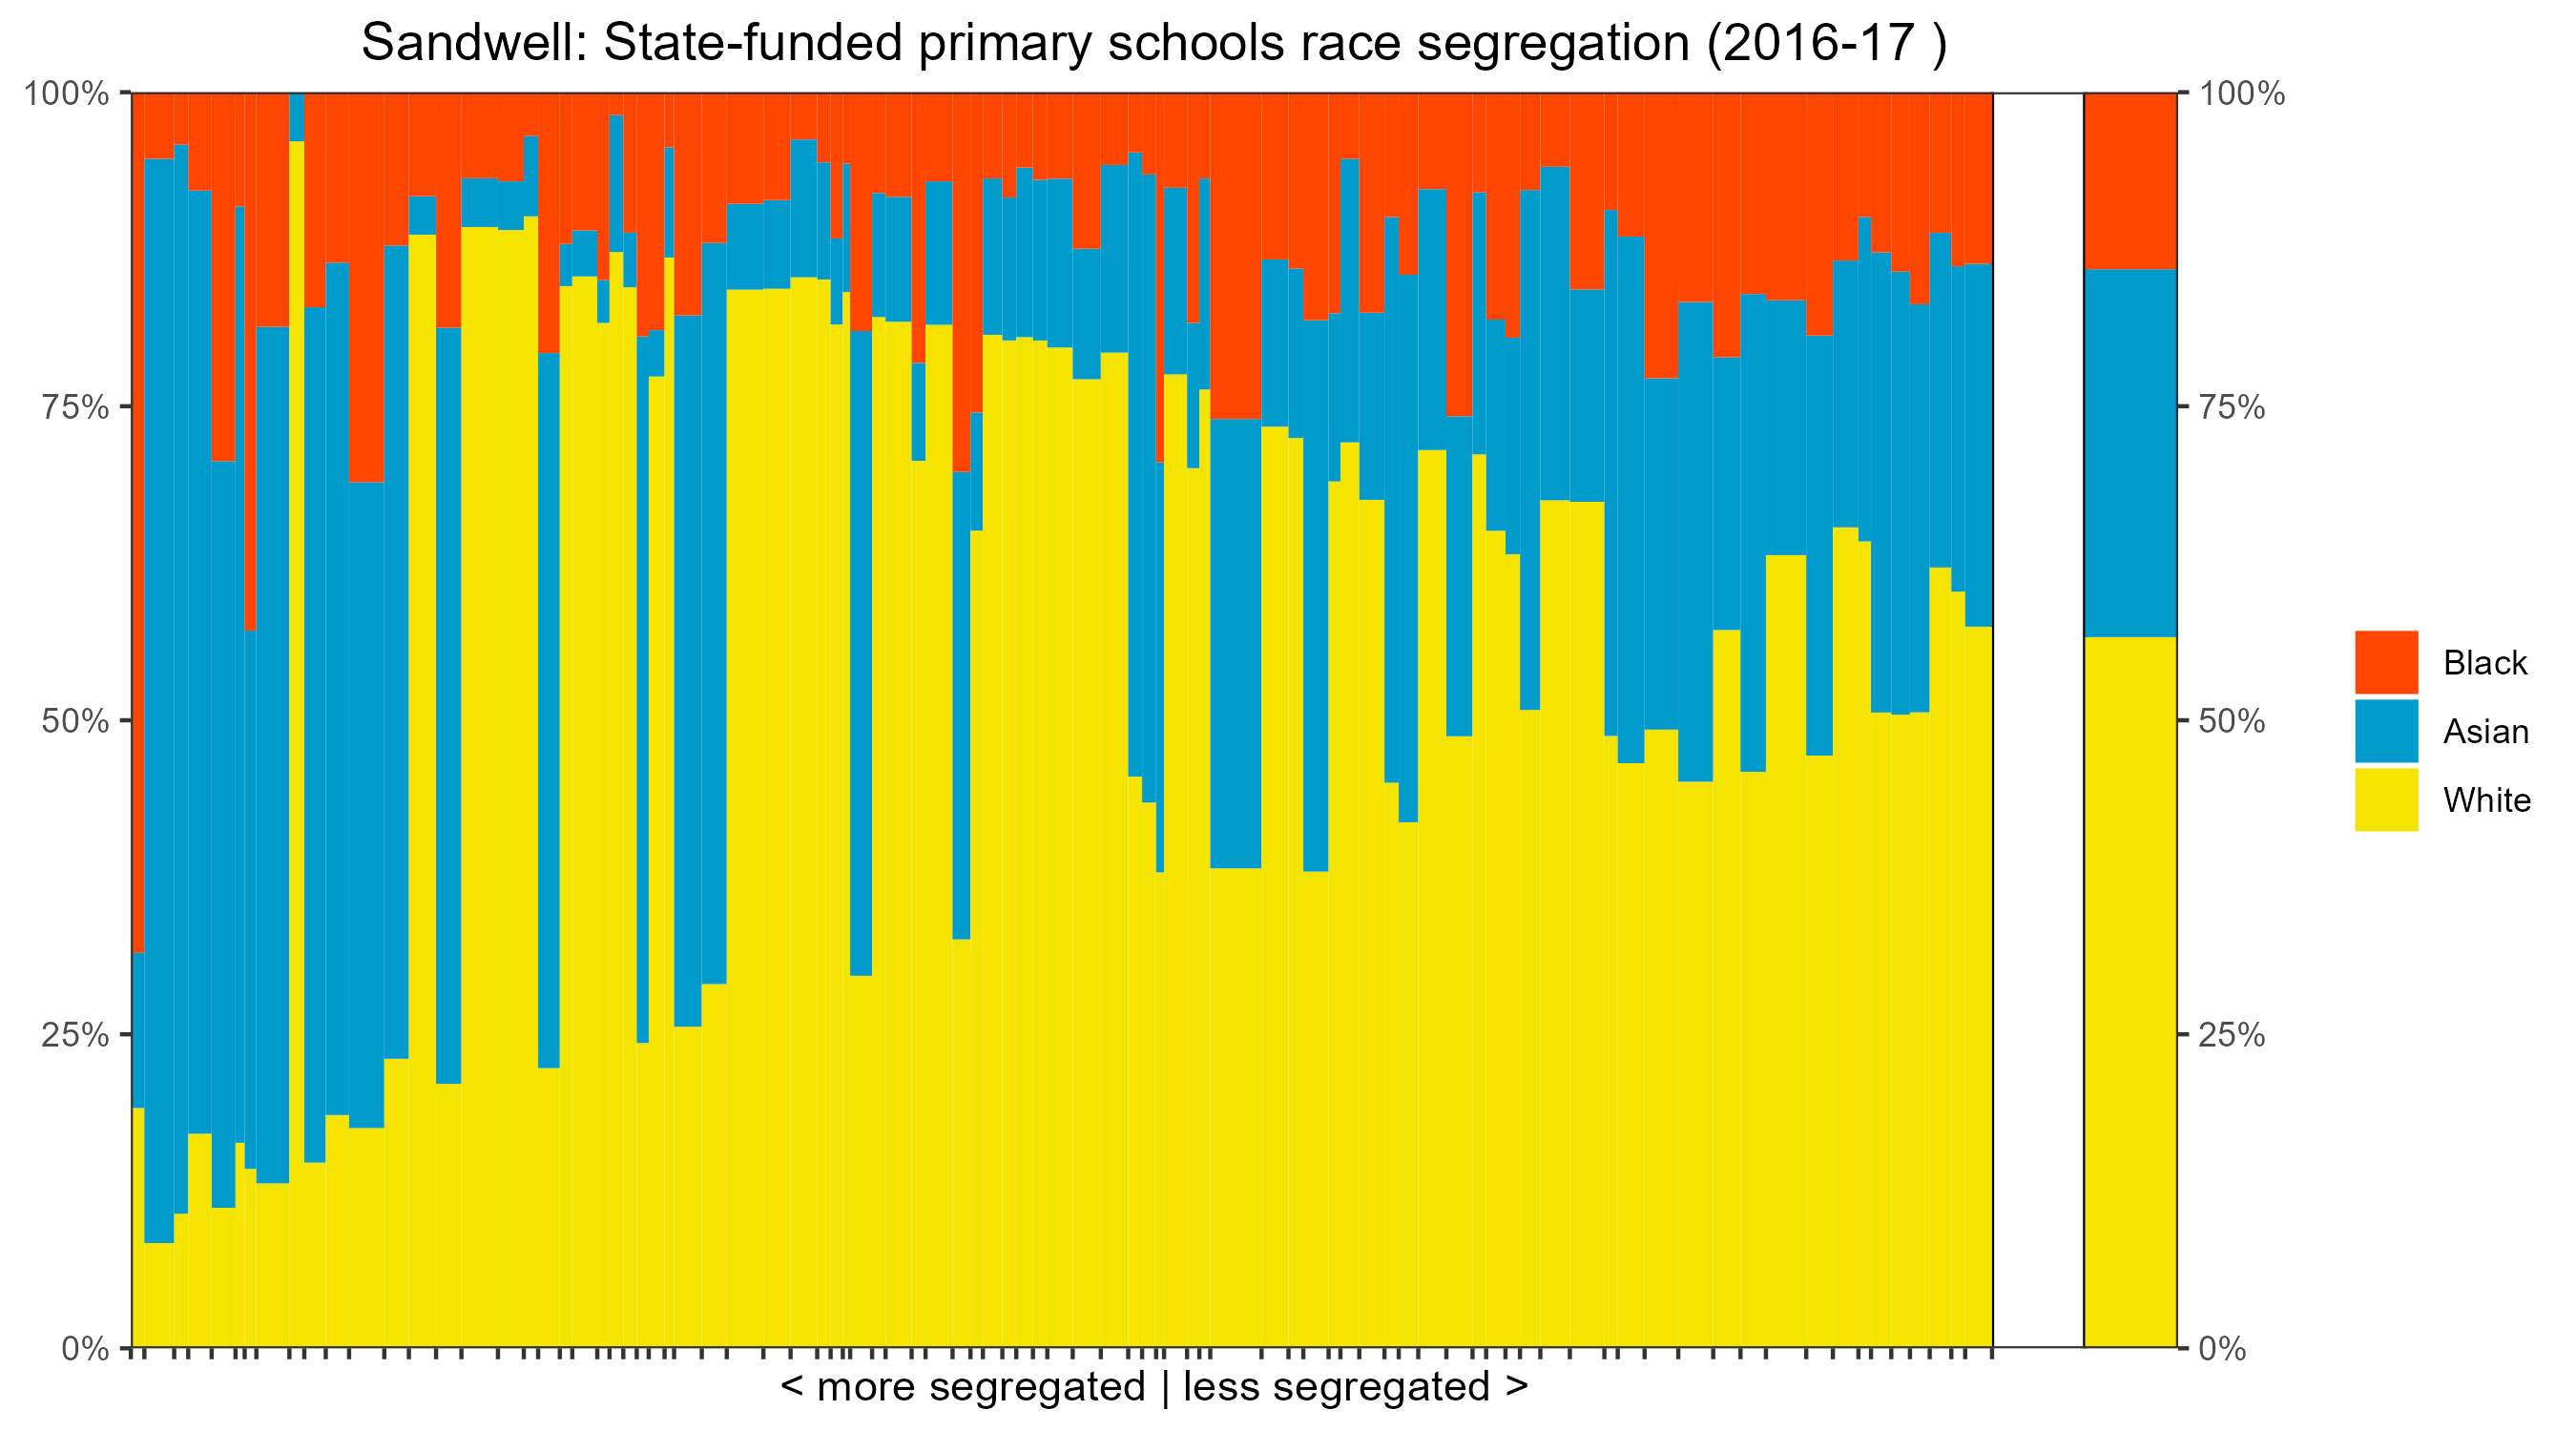 Sandwell: State-funded primary schools race segregation (2016-17 )
100%
75%
50%
25%
0%
100%
75%
50%
25%
0%
Black
Asian
White
< more segregated | less segregated >